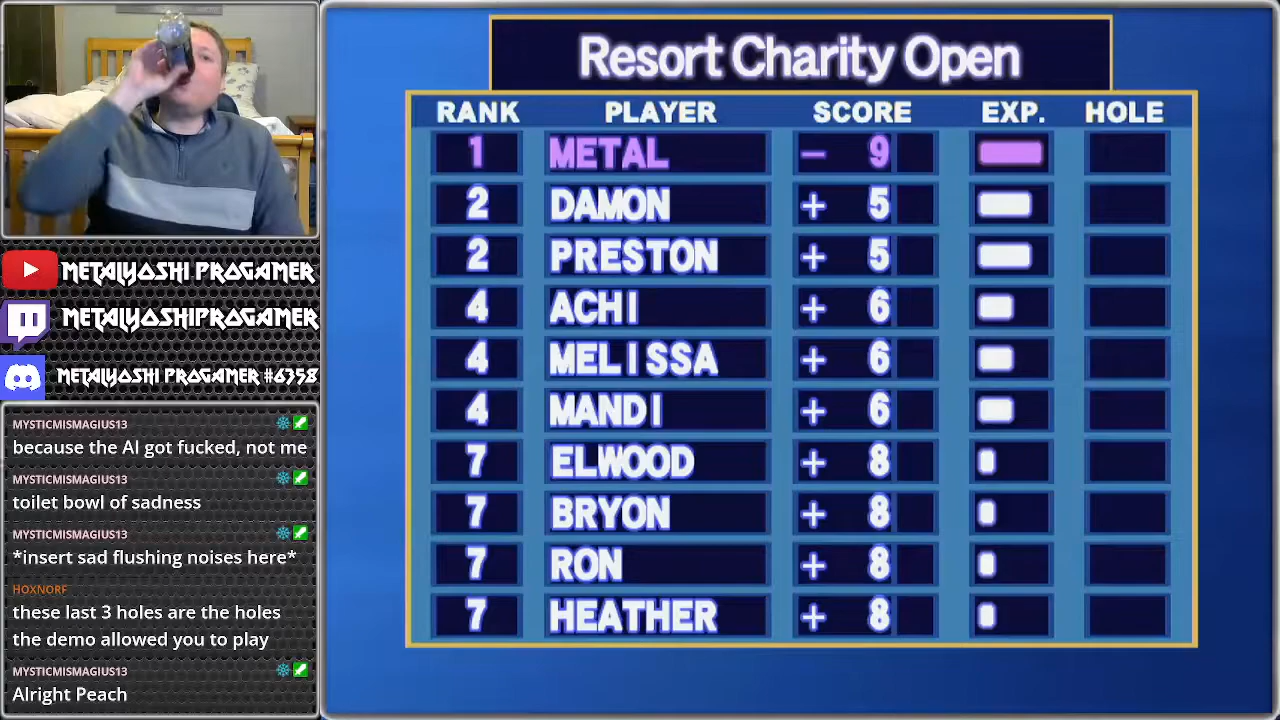 Resort Charity Open
RANK PLAYER SCORE EXP. HOLE
1 METAL - 9
2 DAMON + 5
2 PRESTON + 5
4 ACHI + 6
4 MELISSA + 6
4 MANDI + 6
7 ELWOOD + 8
7 BRYON + 8
7 RON + 8
7 HEATHER + 8
METALYOSHI PROGAMER
METALYOSHIPROGAMER
METALYOSHI PROGAMER #6358
MYSTICMISMAGIUS13
because the AI got fucked, not me
MYSTICMISMAGIUS13
toilet bowl of sadness
MYSTICMISMAGIUS13
*insert sad flushing noises here*
HOXNORF
these last 3 holes are the holes
the demo allowed you to play
MYSTICMISMAGIUS13
Alright Peach